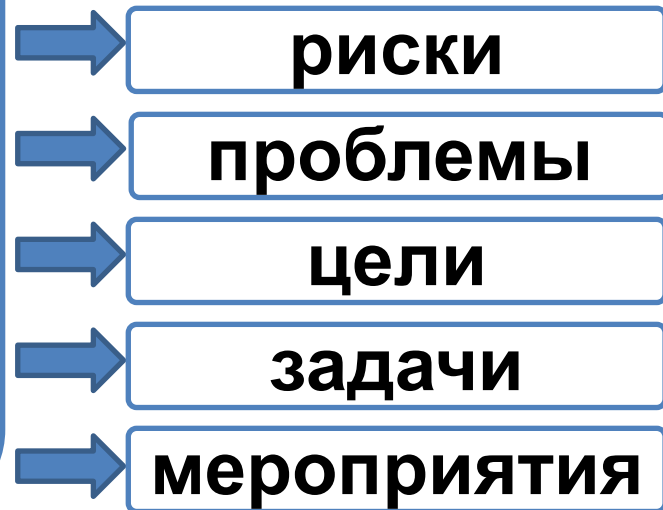 риски
проблемы
цели
задачи
мероприятия